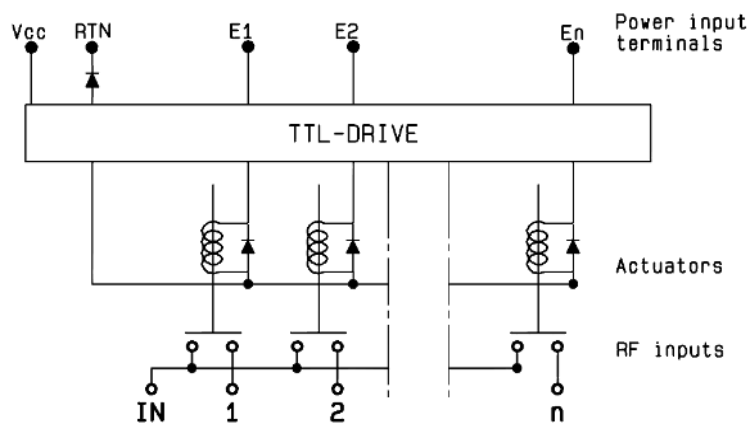 Vcc RTN E1 E2 En Power input
terminals
TTL-DRIVE
Actuators
RF inputs
IN 1 2 n